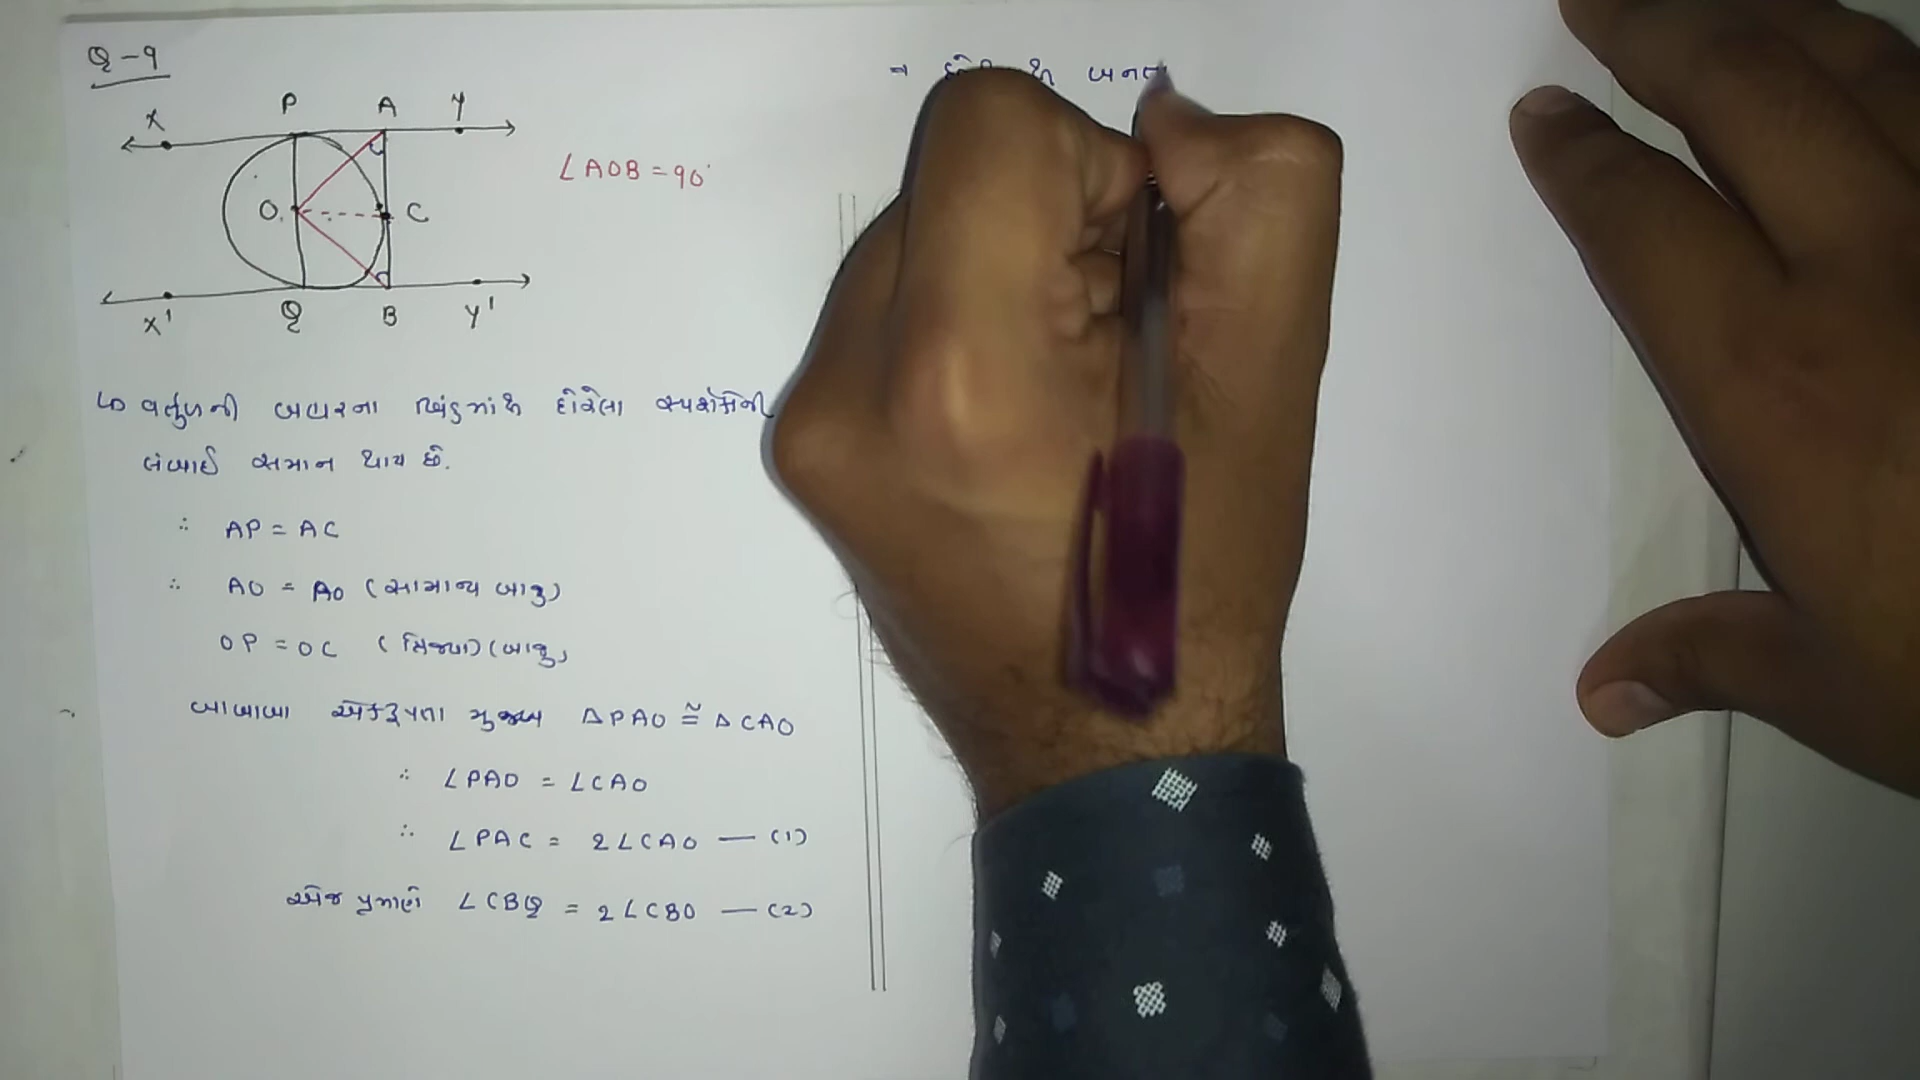 Q-9
P A Y
X
∠AOB = 90°
O C
X' Q B Y'
વર્તુળની બહારના બિંદુમાંથી દોરેલા સ્પર્શકોની
લંબાઈ સમાન થાય છે.
∴ AP = AC
∴ AO = AO (સામાન્ય બાજુ)
OP = OC (ત્રિજ્યા) (બાજુ)
બાબાબા એકરૂપતા મુજબ ΔPAO ≅ ΔCAO
∴ ∠PAO = ∠CAO
∴ ∠PAC = 2∠CAO — (1)
એજ પ્રમાણે ∠CBQ = 2∠CBO — (2)